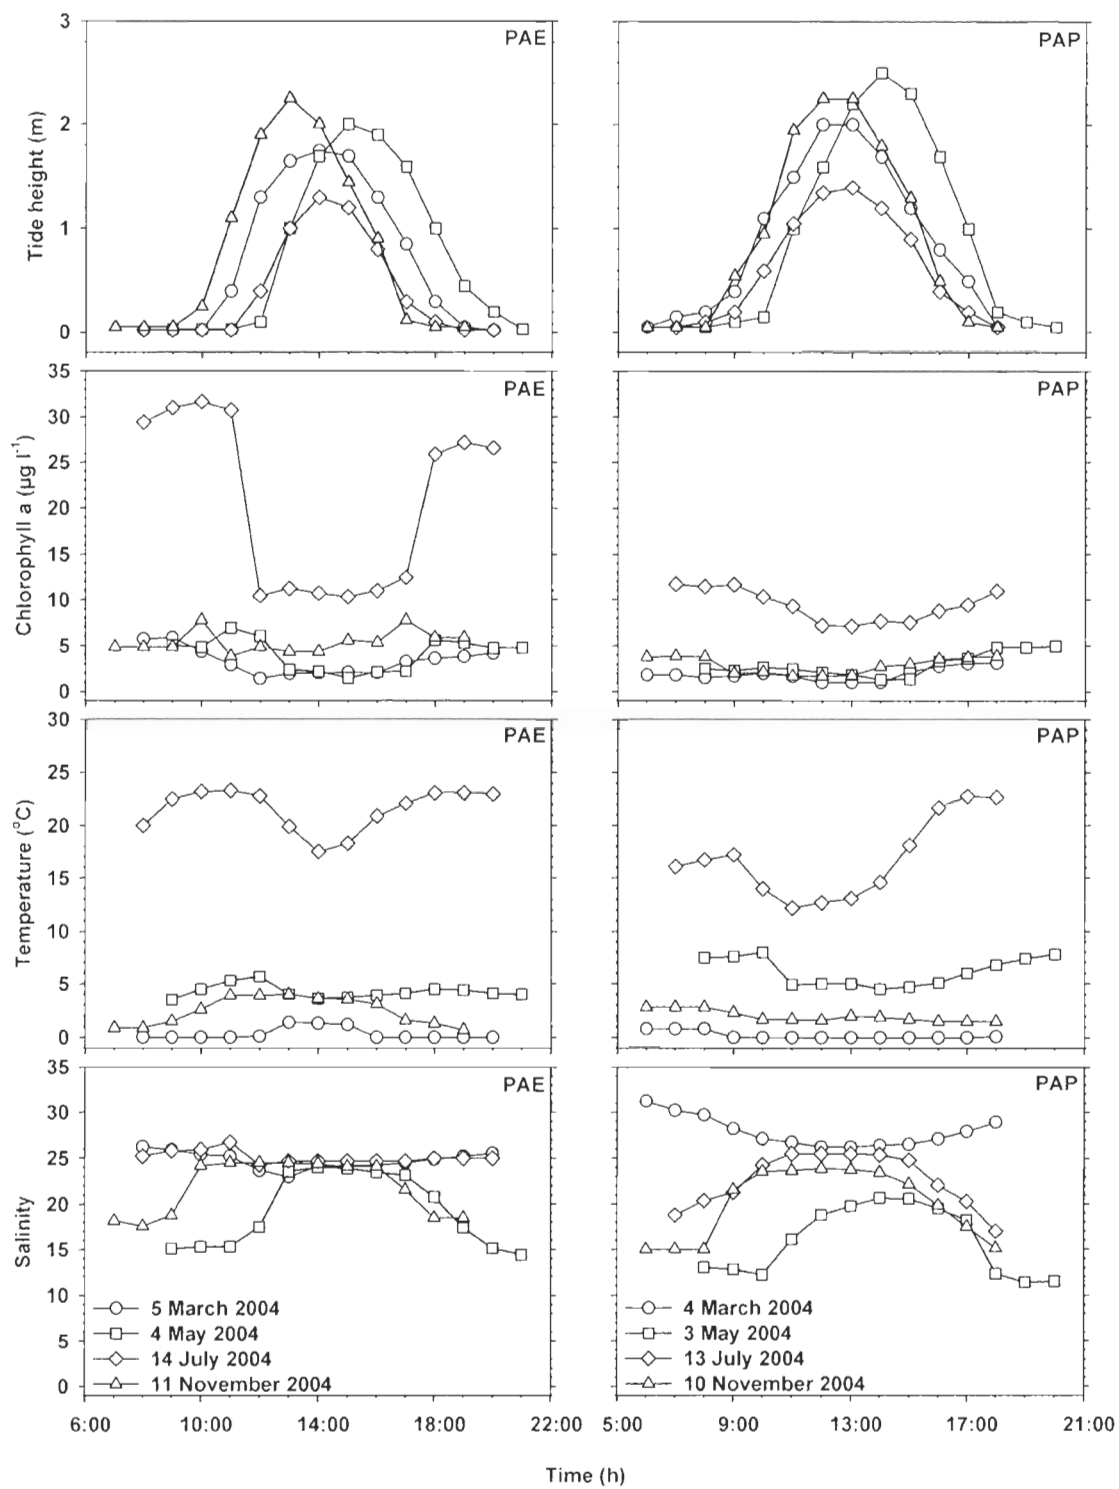 PAE
PAP
3
2
1
0
Tide height (m)
PAE
PAP
35
30
25
20
15
10
5
0
Chlorophyll a (µg l⁻¹)
PAE
PAP
30
25
20
15
10
5
0
Temperature (°C)
PAE
PAP
35
30
25
20
15
10
5
0
Salinity
5 March 2004
4 May 2004
14 July 2004
11 November 2004
4 March 2004
3 May 2004
13 July 2004
10 November 2004
6:00 10:00 14:00 18:00 22:00
5:00 9:00 13:00 17:00 21:00
Time (h)